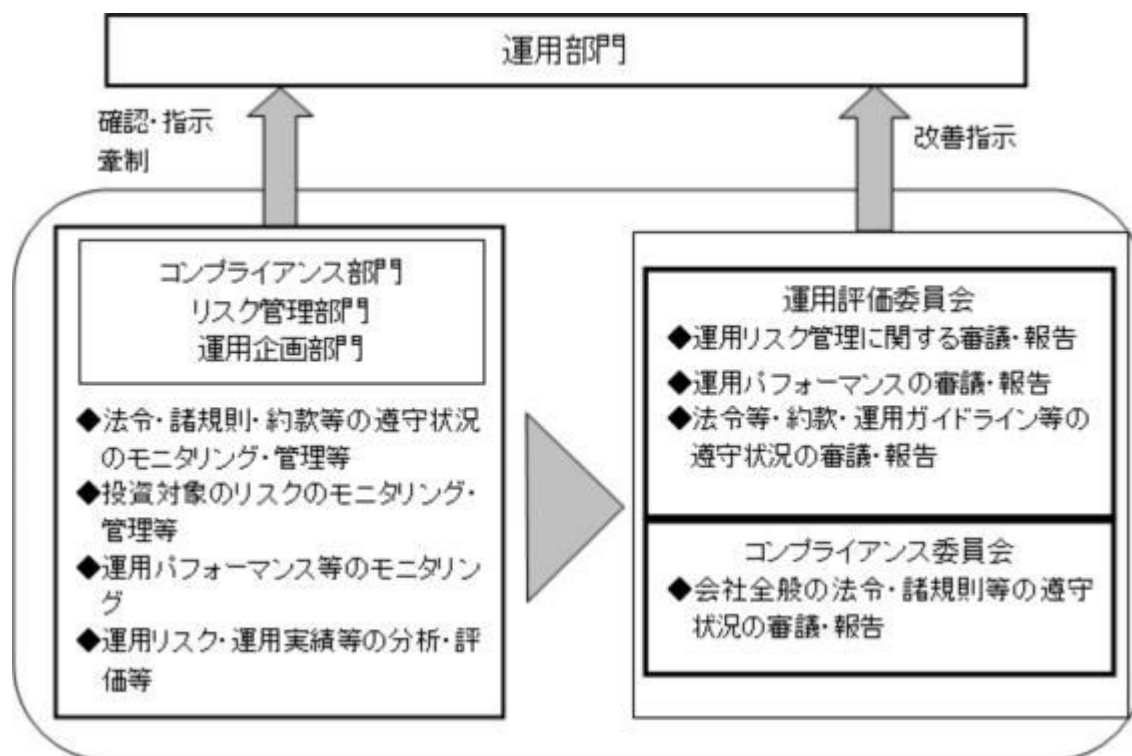 運用部門
確認・指示
牽制
改善指示
コンプライアンス部門
リスク管理部門
運用企画部門
◆法令・諸規則・約款等の遵守状況
のモニタリング・管理等
◆投資対象のリスクのモニタリング・
管理等
◆運用パフォーマンス等のモニタリン
グ
◆運用リスク・運用実績等の分析・評
価等
運用評価委員会
◆運用リスク管理に関する審議・報告
◆運用パフォーマンスの審議・報告
◆法令等・約款・運用ガイドライン等の
遵守状況の審議・報告
コンプライアンス委員会
◆会社全般の法令・諸規則等の遵守
状況の審議・報告